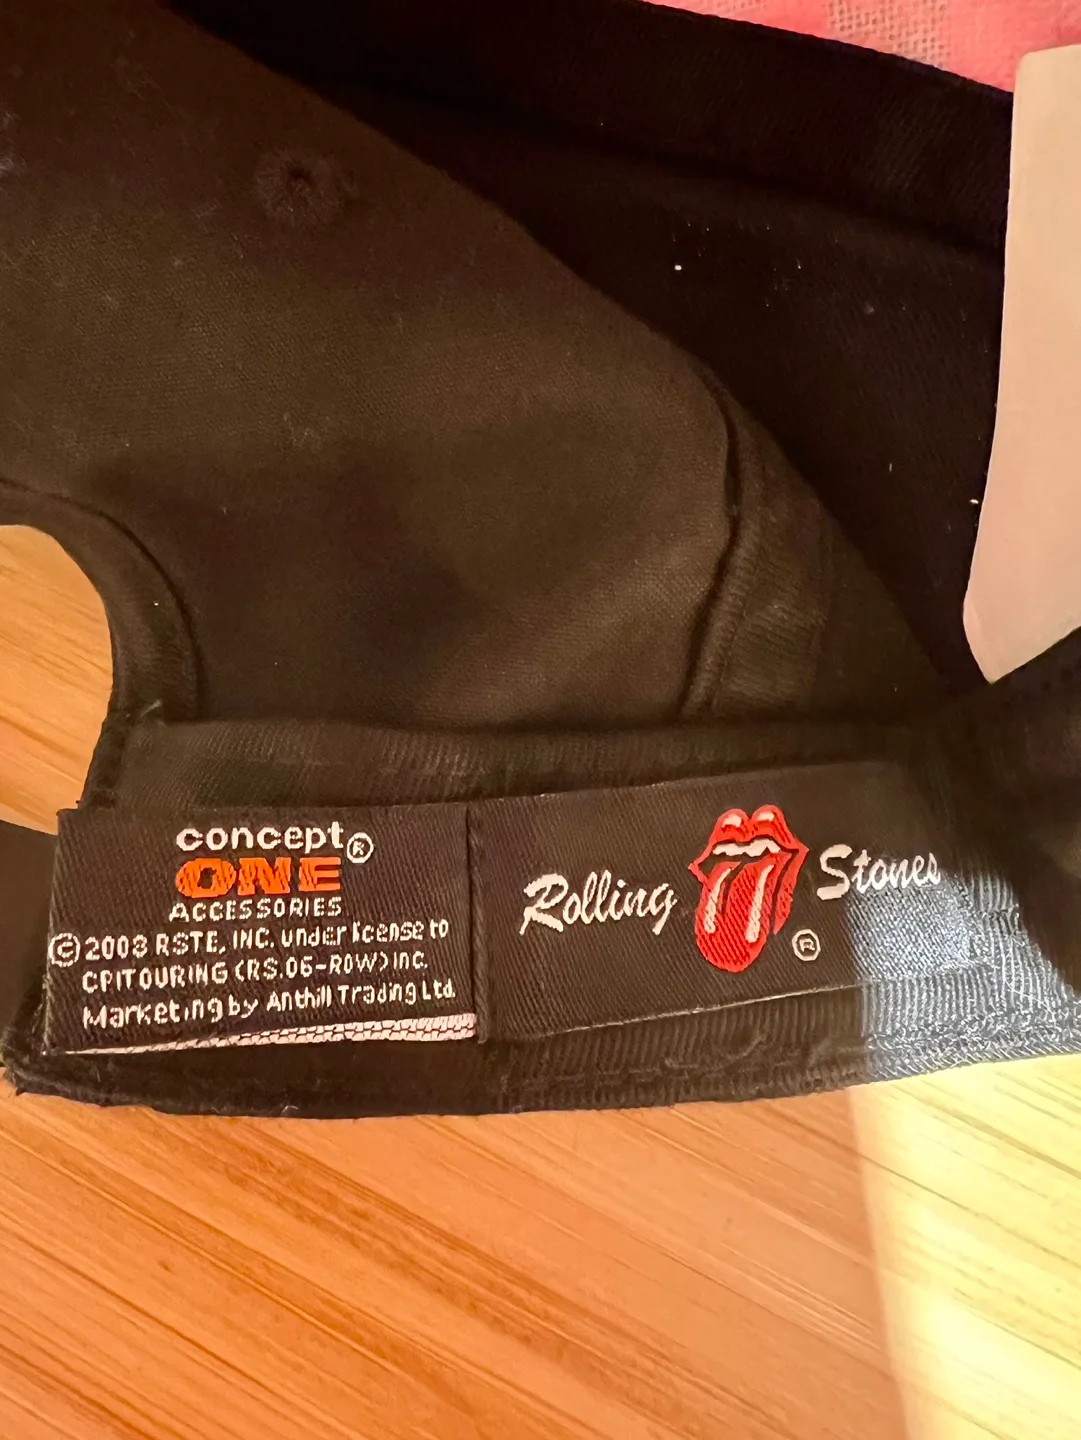 concept®
ONE
ACCESSORIES
© 2008 RSTE, INC. under license to
CPITOURING (RS.06-ROW) INC.
Marketing by Anthill Trading Ltd.
Rolling Stones
®